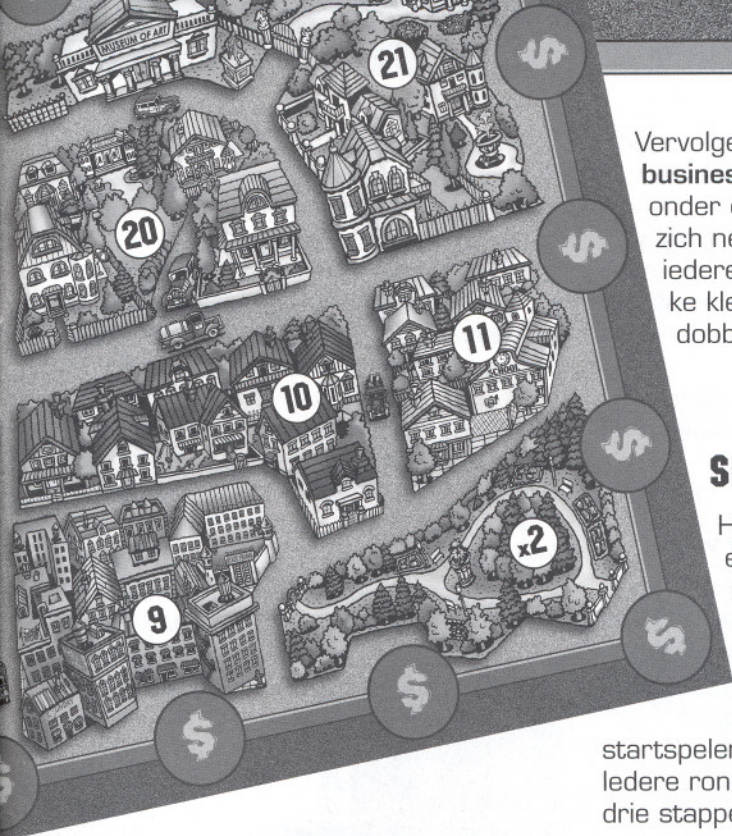 MUSEUM OF ART
21
20
11
SCHOOL
10
x2
9
$
$
$
$
$
$
$
Vervolge
busines
onder
zich ne
iedere
ke kle
dobb
S
H
e
startspeler
Iedere ron
drie stappe